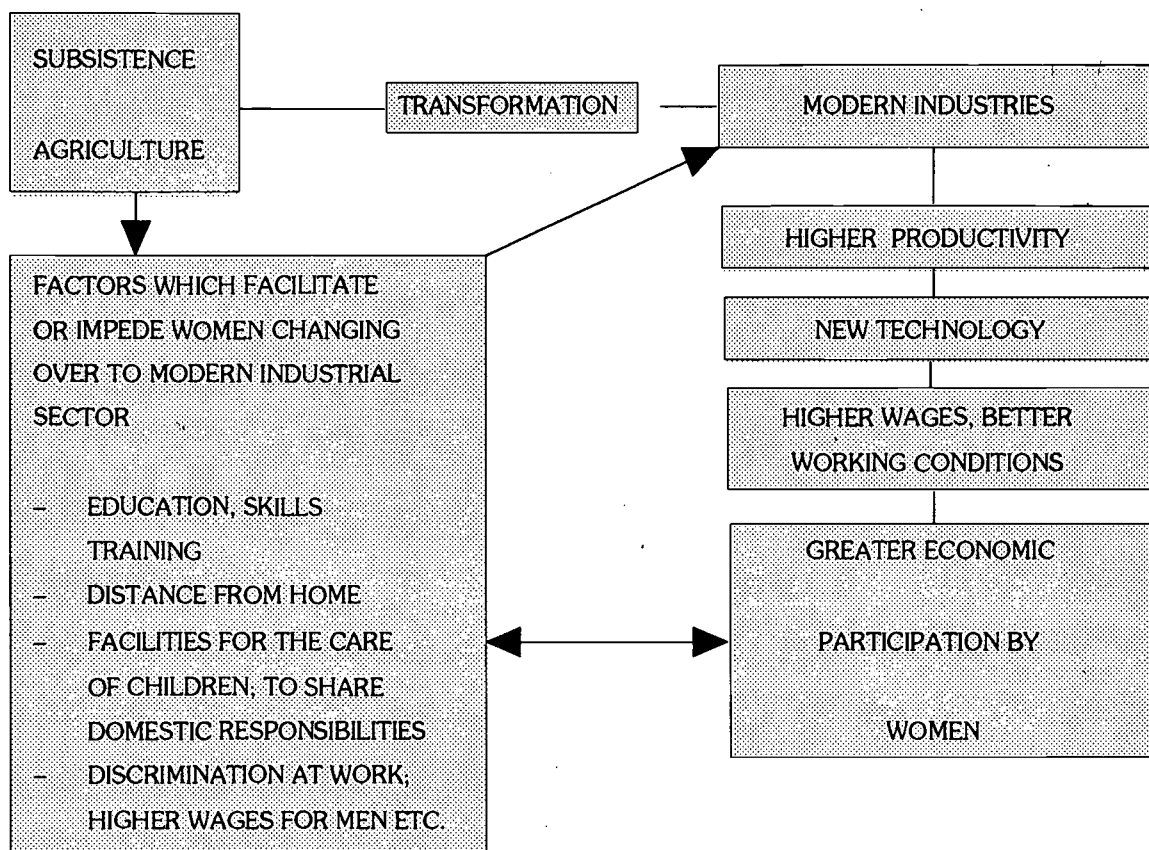 SUBSISTENCE
AGRICULTURE
TRANSFORMATION
MODERN INDUSTRIES
HIGHER PRODUCTIVITY
NEW TECHNOLOGY
HIGHER WAGES, BETTER
WORKING CONDITIONS
GREATER ECONOMIC
PARTICIPATION BY
WOMEN
FACTORS WHICH FACILITATE
OR IMPEDE WOMEN CHANGING
OVER TO MODERN INDUSTRIAL
SECTOR
– EDUCATION, SKILLS
TRAINING
– DISTANCE FROM HOME
– FACILITIES FOR THE CARE
OF CHILDREN, TO SHARE
DOMESTIC RESPONSIBILITIES
– DISCRIMINATION AT WORK;
HIGHER WAGES FOR MEN ETC.